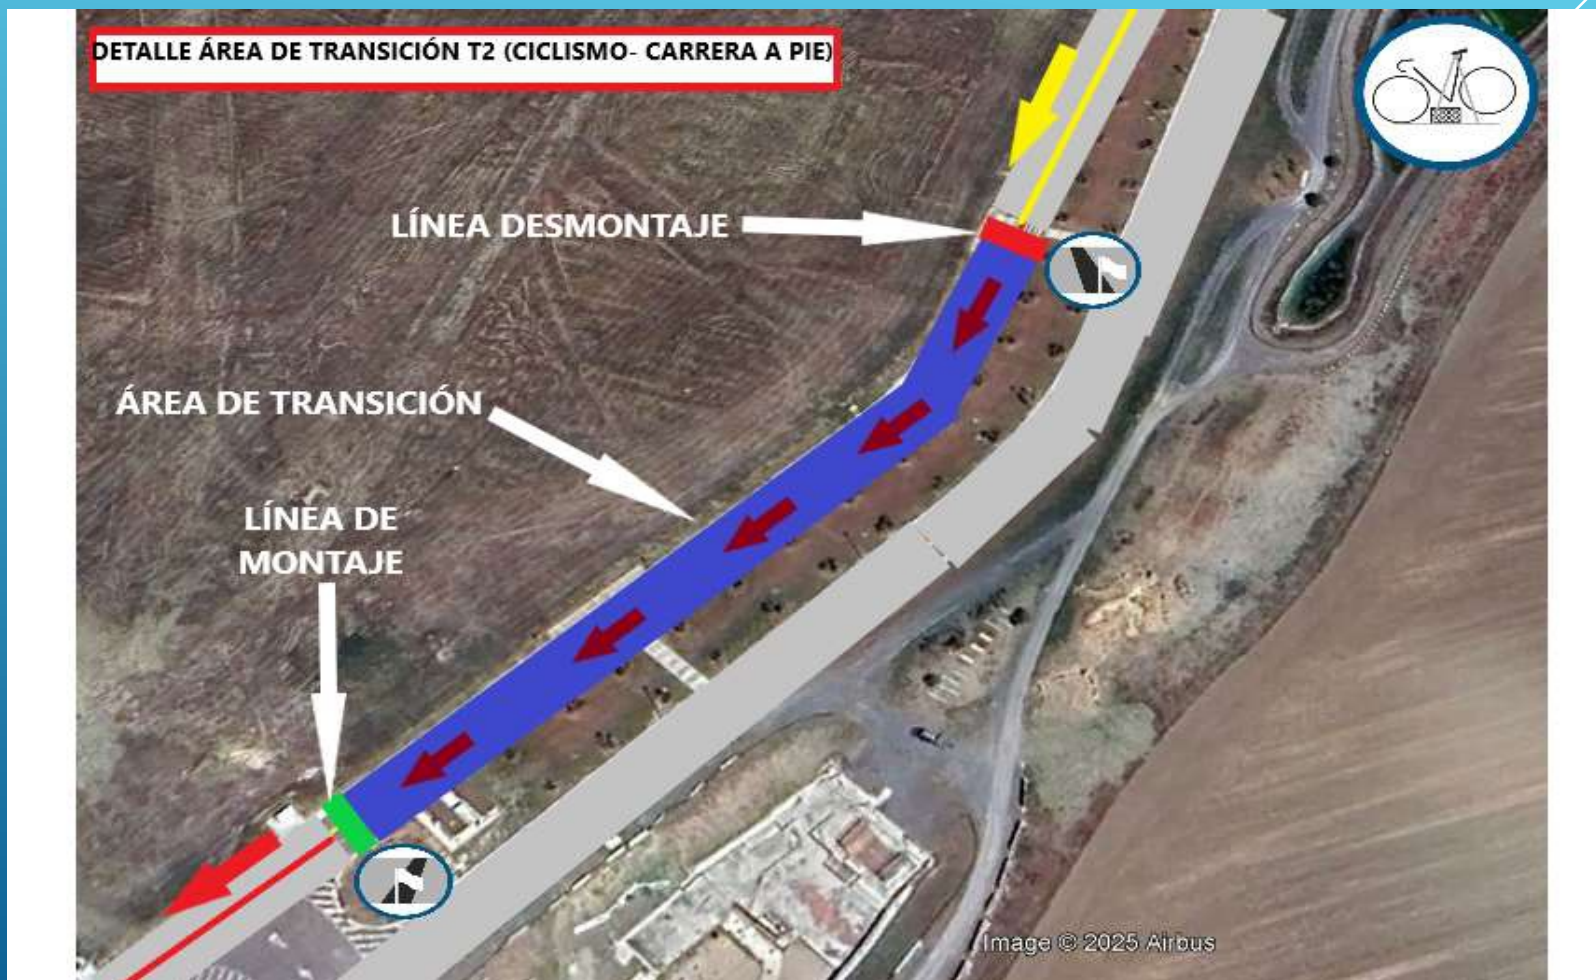 DETALLE ÁREA DE TRANSICIÓN T2 (CICLISMO- CARRERA A PIE)
LÍNEA DESMONTAJE
ÁREA DE TRANSICIÓN
LÍNEA DE
MONTAJE
Image © 2025 Airbus